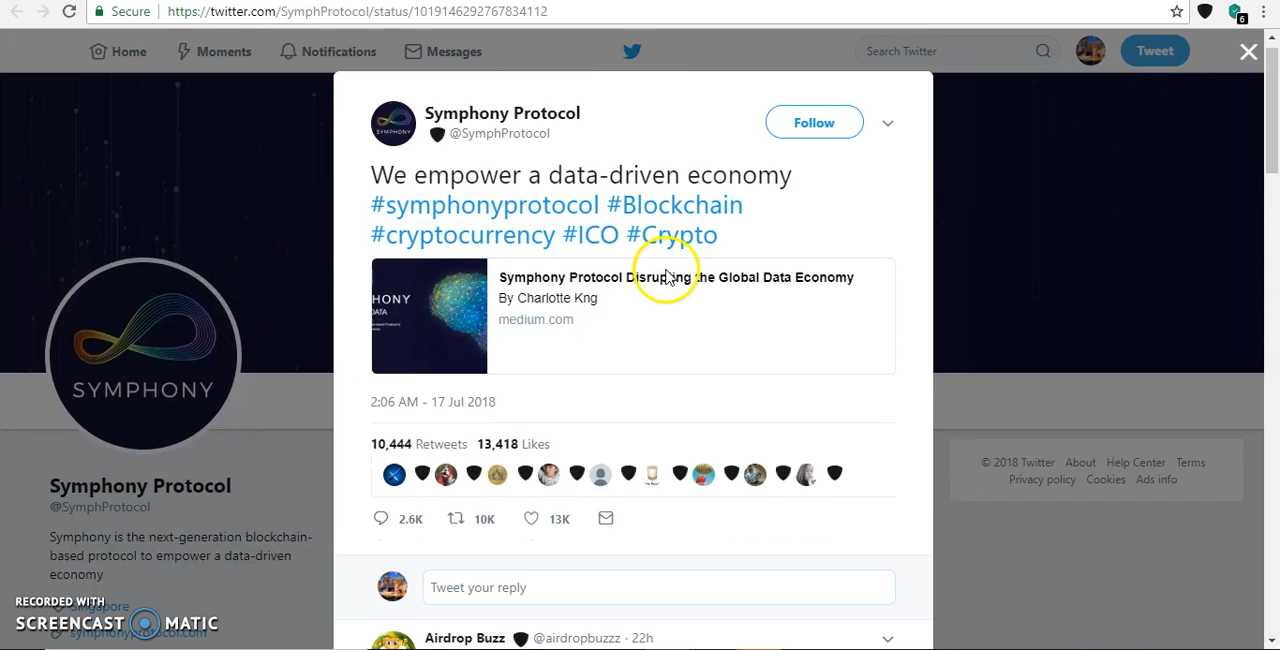 Secure https://twitter.com/SymphProtocol/status/1019146292767834112
6
Home Moments Notifications Messages Search Twitter Tweet
Symphony Protocol
@SymphProtocol
Follow
We empower a data-driven economy
#symphonyprotocol #Blockchain
#cryptocurrency #ICO #Crypto
HONY
DATA
Symphony Protocol Disrupting the Global Data Economy
By Charlotte Kng
medium.com
2:06 AM - 17 Jul 2018
10,444 Retweets 13,418 Likes
2.6K 10K 13K
Tweet your reply
Airdrop Buzz @airdropbuzzz · 22h
SYMPHONY
SYMPHONY
Symphony Protocol
@SymphProtocol
Symphony is the next-generation blockchain-
based protocol to empower a data-driven
economy
Singapore
symphonyprotocol.com
© 2018 Twitter About Help Center Terms
Privacy policy Cookies Ads info
RECORDED WITH
SCREENCAST MATIC